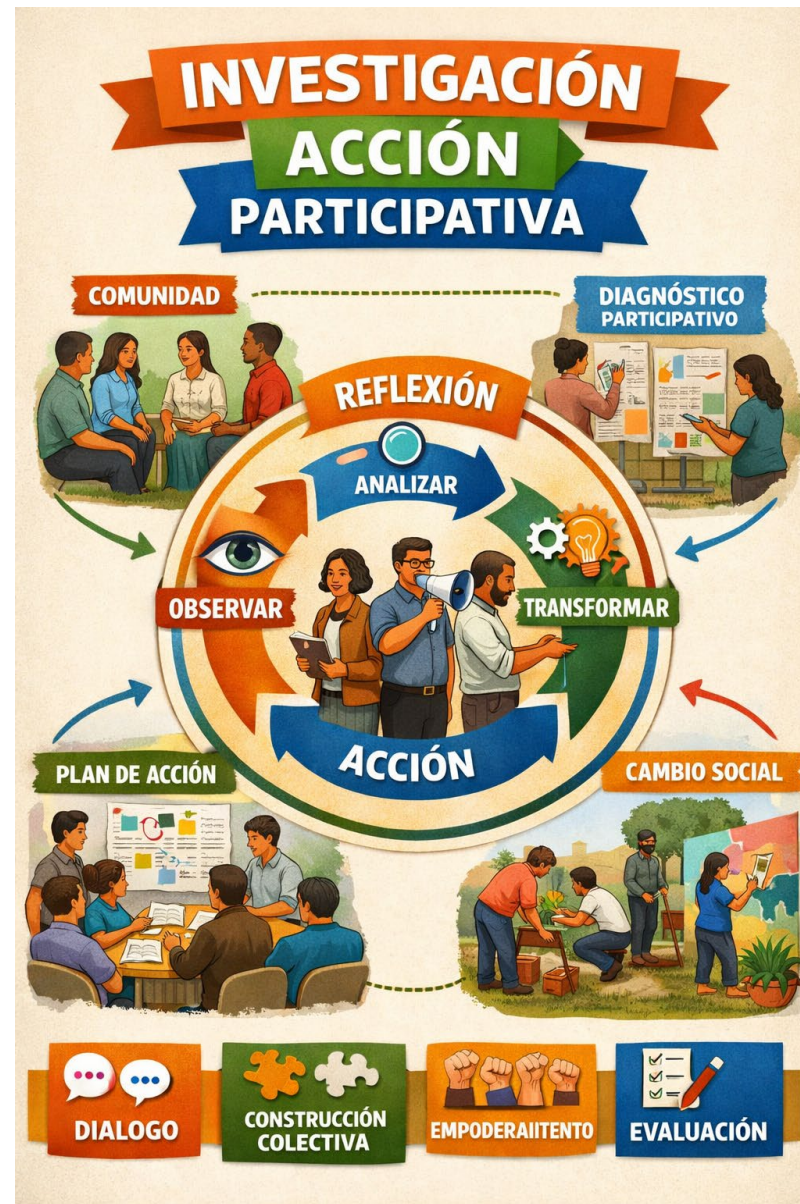 INVESTIGACIÓN
ACCIÓN
PARTICIPATIVA
COMUNIDAD
DIAGNÓSTICO
PARTICIPATIVO
REFLEXIÓN
ANALIZAR
OBSERVAR
TRANSFORMAR
ACCIÓN
PLAN DE ACCIÓN
CAMBIO SOCIAL
DIALOGO
CONSTRUCCIÓN
COLECTIVA
EMPODERAIITENTO
EVALUACIÓN